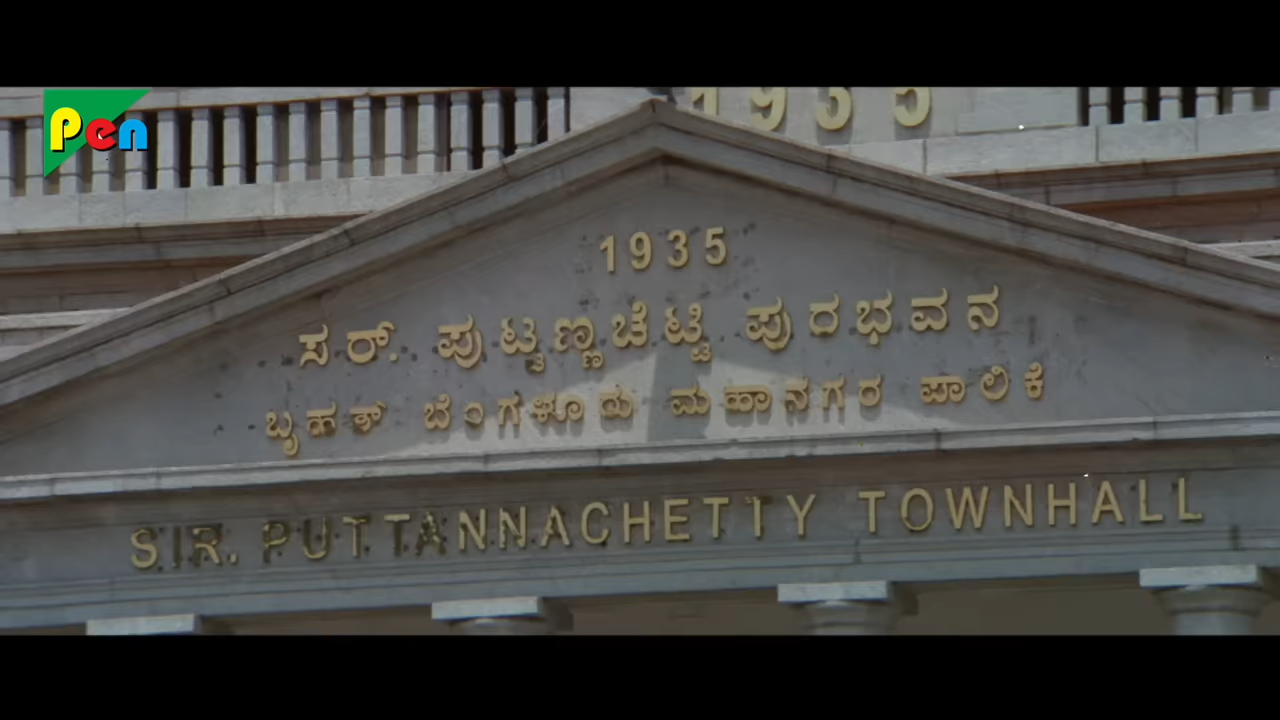 Pen
1935
1935
ಸರ್. ಪುಟ್ಟಣ್ಣಚೆಟ್ಟಿ ಪುರಭವನ
ಬೃಹತ್ ಬೆಂಗಳೂರು ಮಹಾನಗರ ಪಾಲಿಕೆ
SIR. PUTTANNACHETTY TOWNHALL